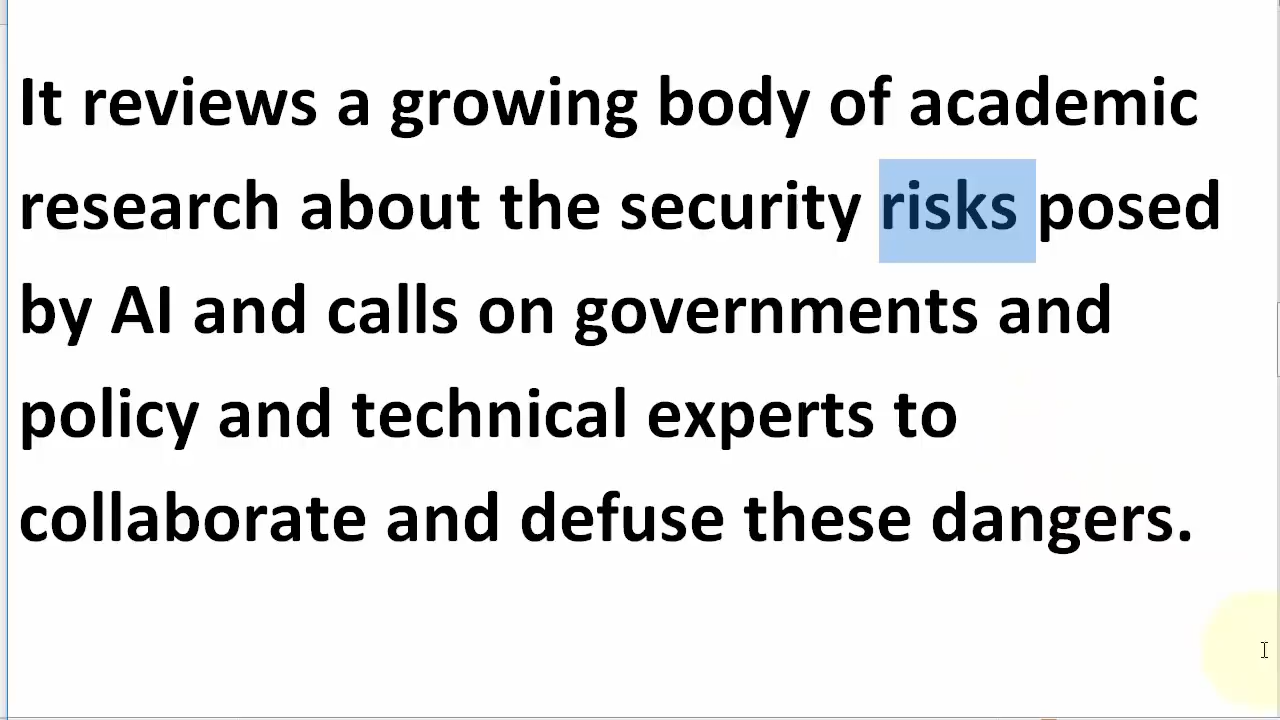 It reviews a growing body of academic
research about the security risks posed
by AI and calls on governments and
policy and technical experts to
collaborate and defuse these dangers.